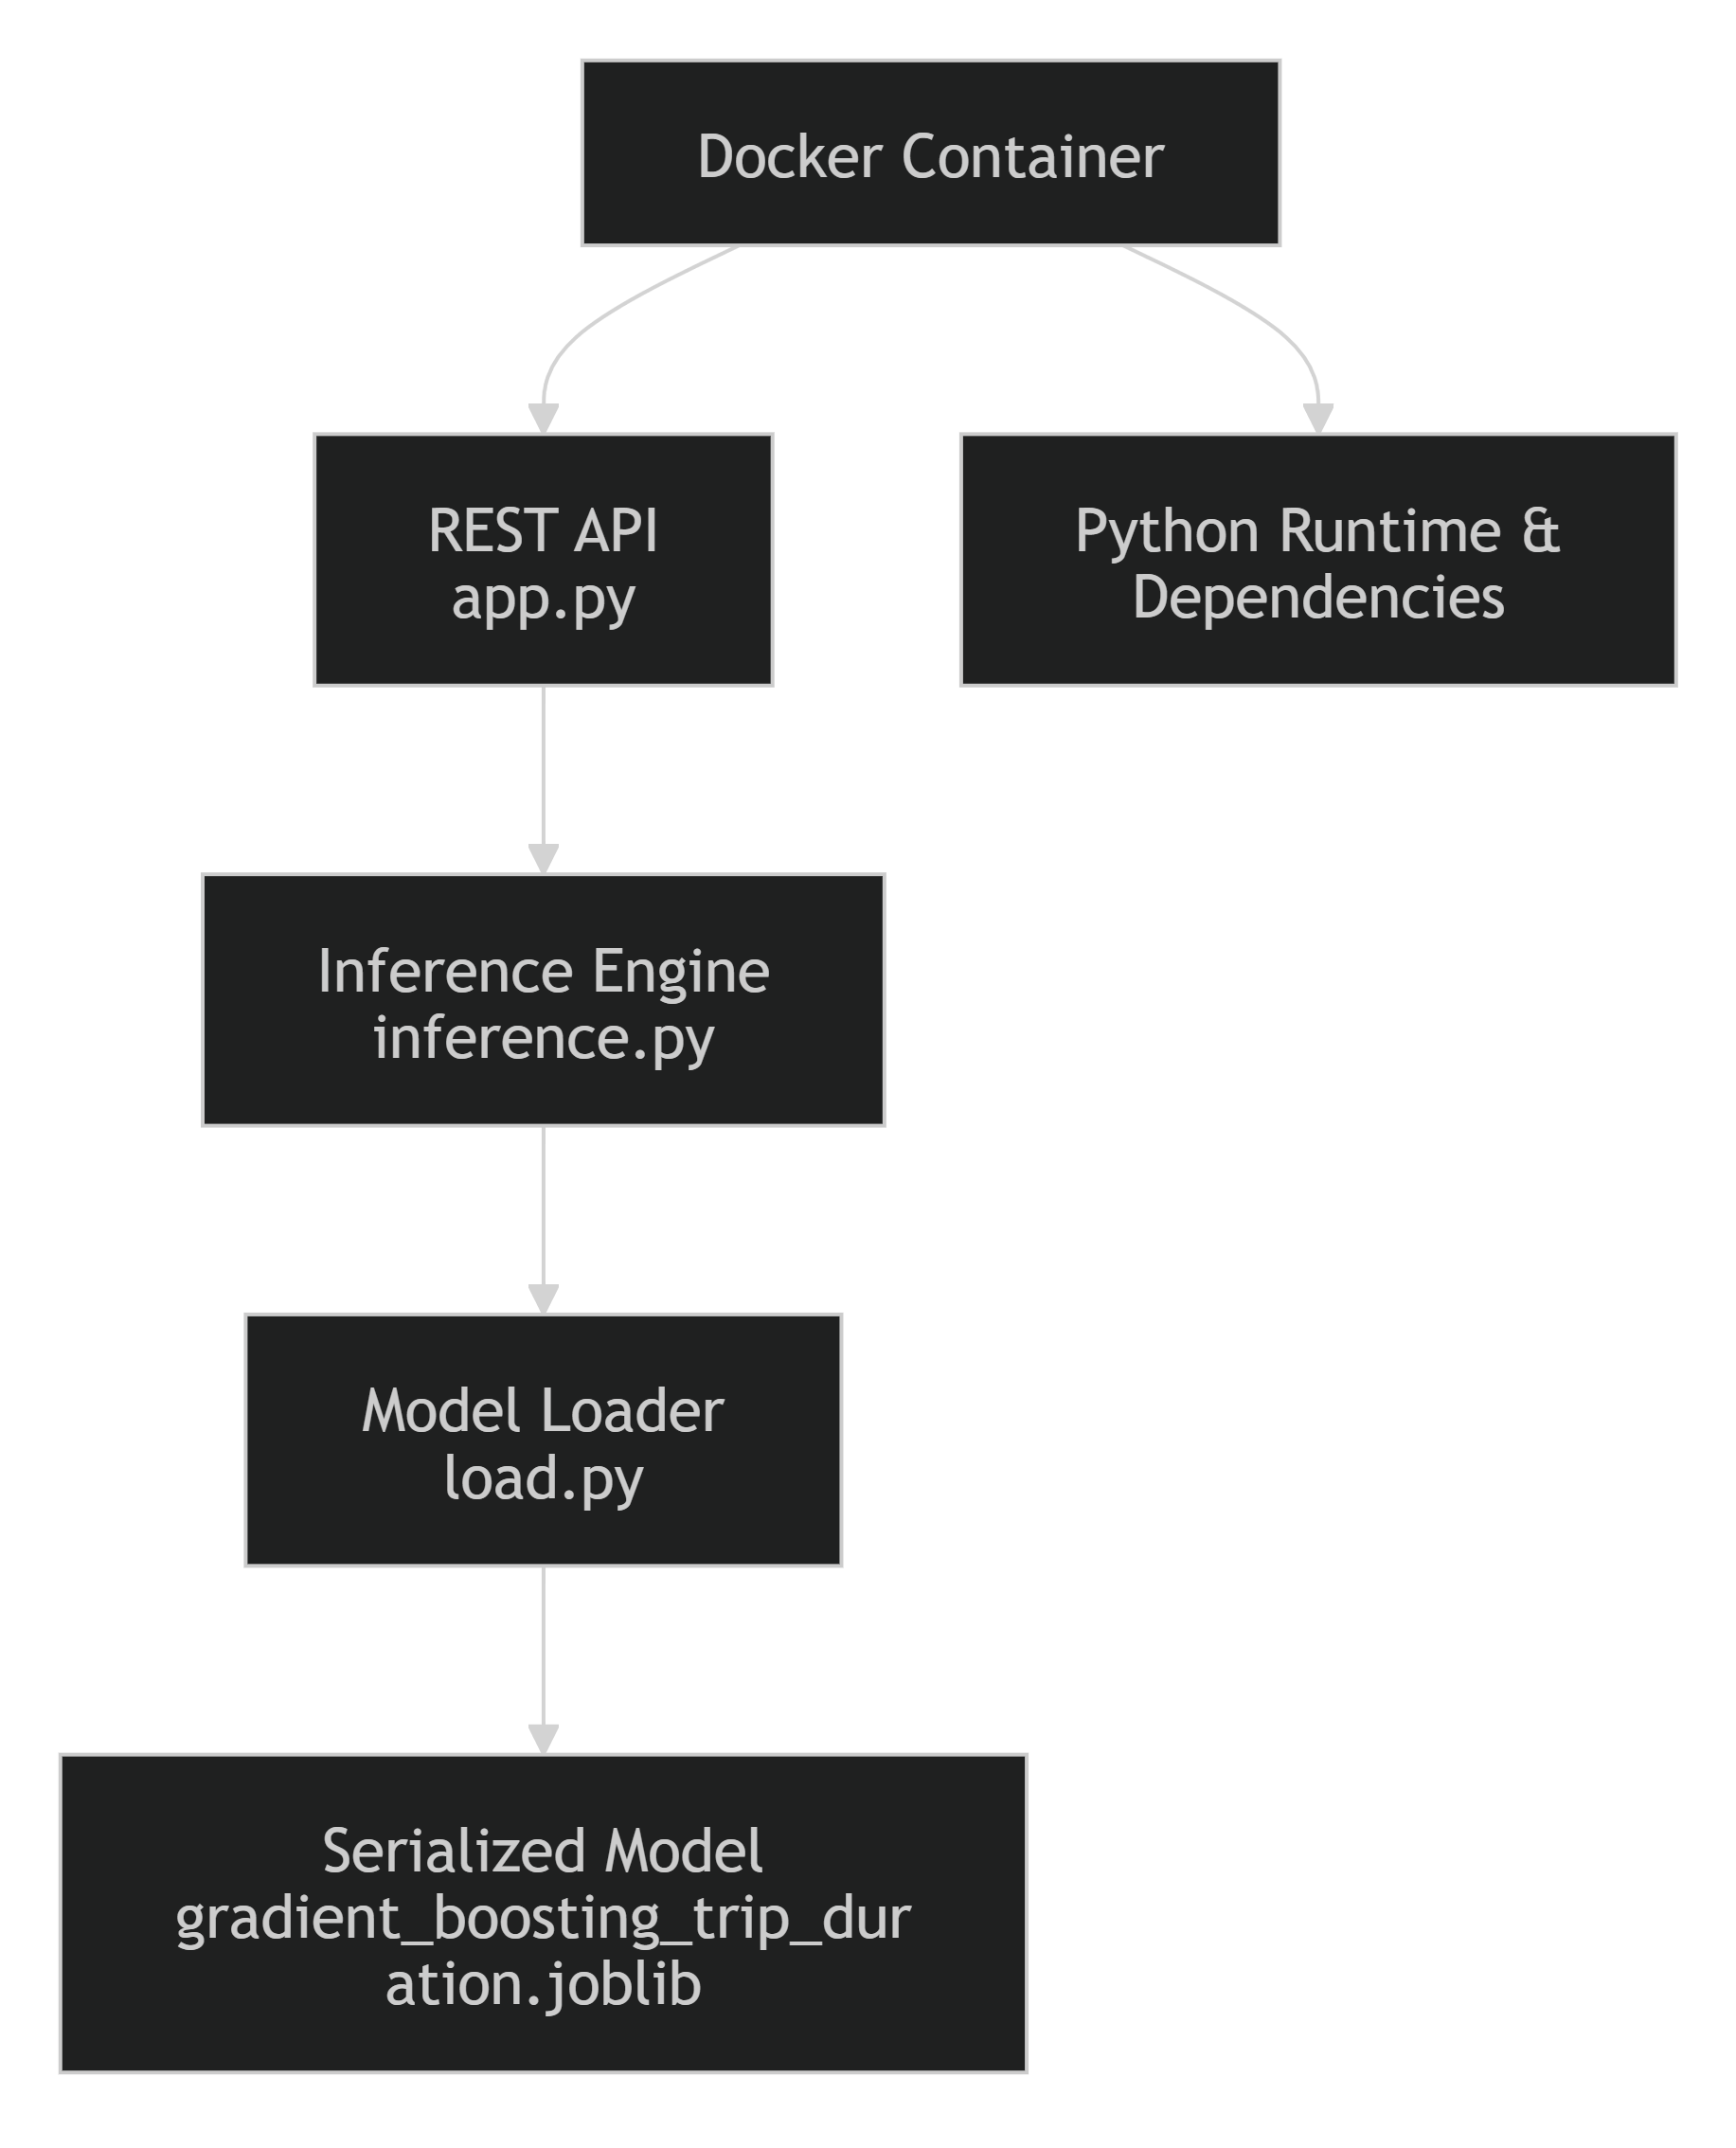 Docker Container
REST API
app.py
Python Runtime &
Dependencies
Inference Engine
inference.py
Model Loader
load.py
Serialized Model
gradient_boosting_trip_dur
ation.joblib